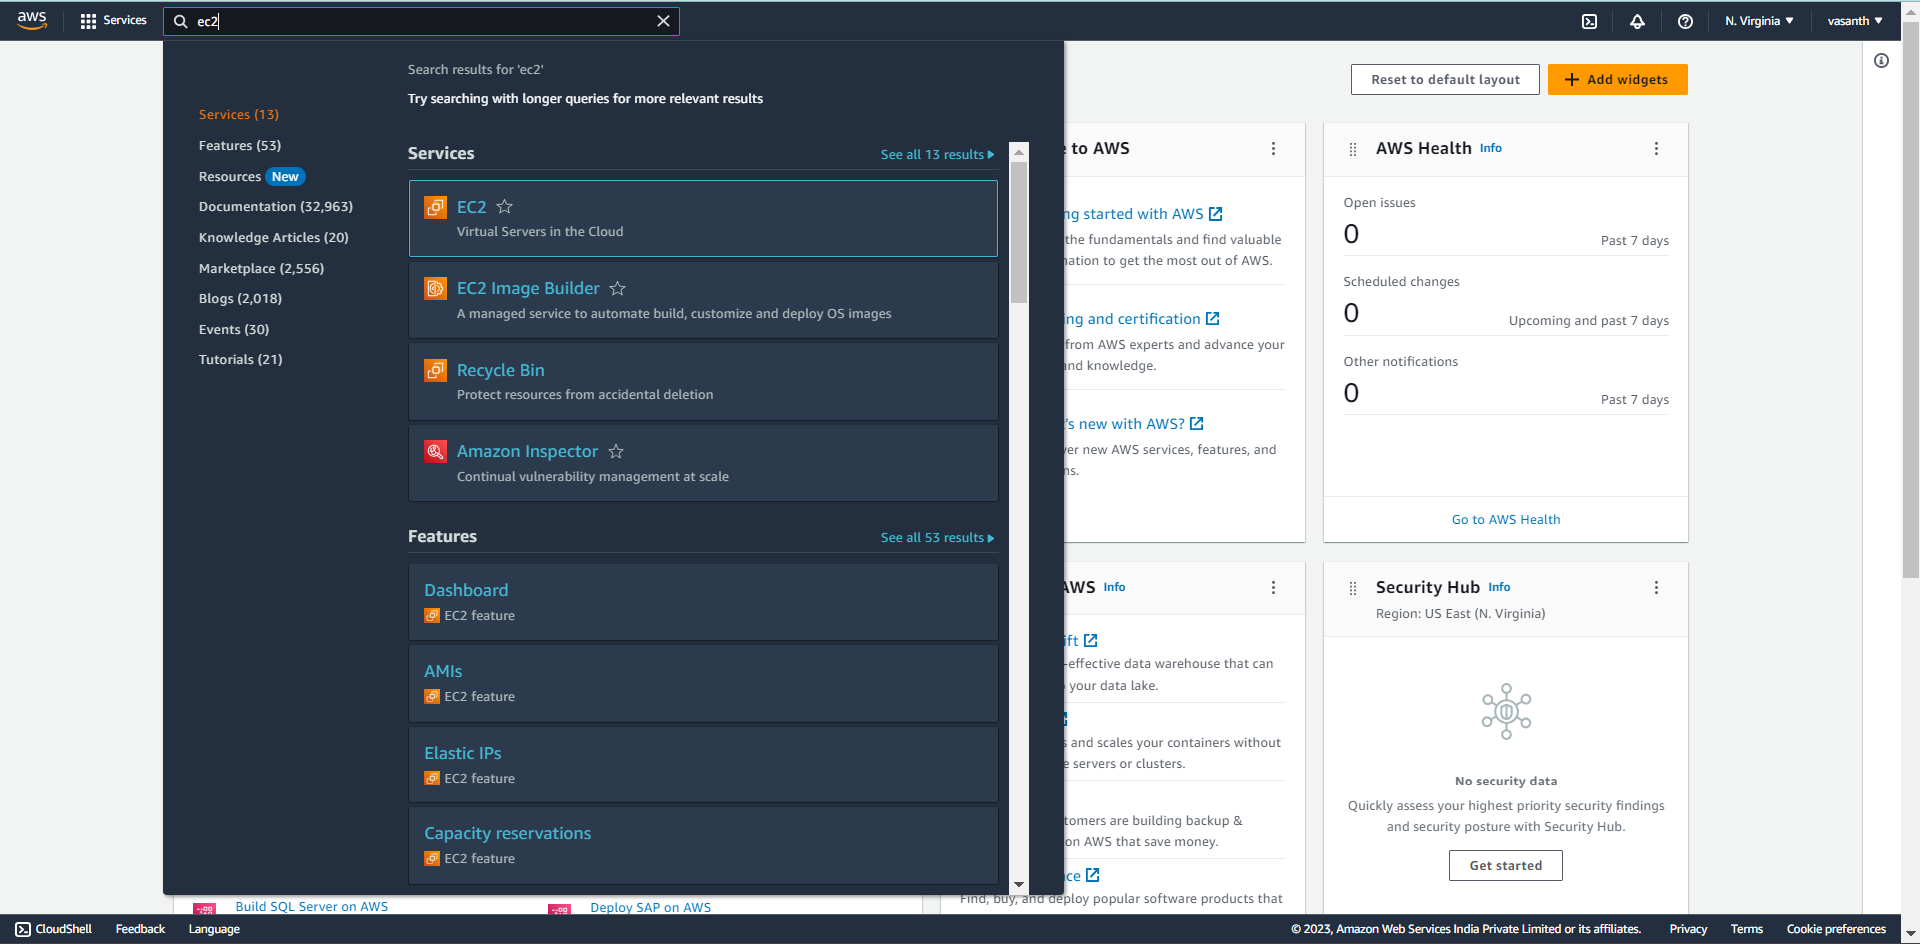 aws
Services
ec2
N. Virginia
vasanth
Search results for 'ec2'
Try searching with longer queries for more relevant results
Services (13)
Features (53)
Resources New
Documentation (32,963)
Knowledge Articles (20)
Marketplace (2,556)
Blogs (2,018)
Events (30)
Tutorials (21)
Services
See all 13 results
EC2
Virtual Servers in the Cloud
EC2 Image Builder
A managed service to automate build, customize and deploy OS images
Recycle Bin
Protect resources from accidental deletion
Amazon Inspector
Continual vulnerability management at scale
Features
See all 53 results
Dashboard
EC2 feature
AMIs
EC2 feature
Elastic IPs
EC2 feature
Capacity reservations
EC2 feature
Reset to default layout
Add widgets
to AWS
started with AWS
the fundamentals and find valuable
to get the most out of AWS.
and certification
from AWS experts and advance your
and knowledge.
new with AWS?
new AWS services, features, and
AWS Health Info
Open issues
0
Past 7 days
Scheduled changes
0
Upcoming and past 7 days
Other notifications
0
Past 7 days
Go to AWS Health
AWS Info
-effective data warehouse that can
your data lake.
and scales your containers without
servers or clusters.
are building backup &
on AWS that save money.
Find, buy, and deploy popular software products that
Security Hub Info
Region: US East (N. Virginia)
No security data
Quickly assess your highest priority security findings
and security posture with Security Hub.
Get started
Build SQL Server on AWS
Deploy SAP on AWS
CloudShell
Feedback
Language
© 2023, Amazon Web Services India Private Limited or its affiliates.
Privacy
Terms
Cookie preferences